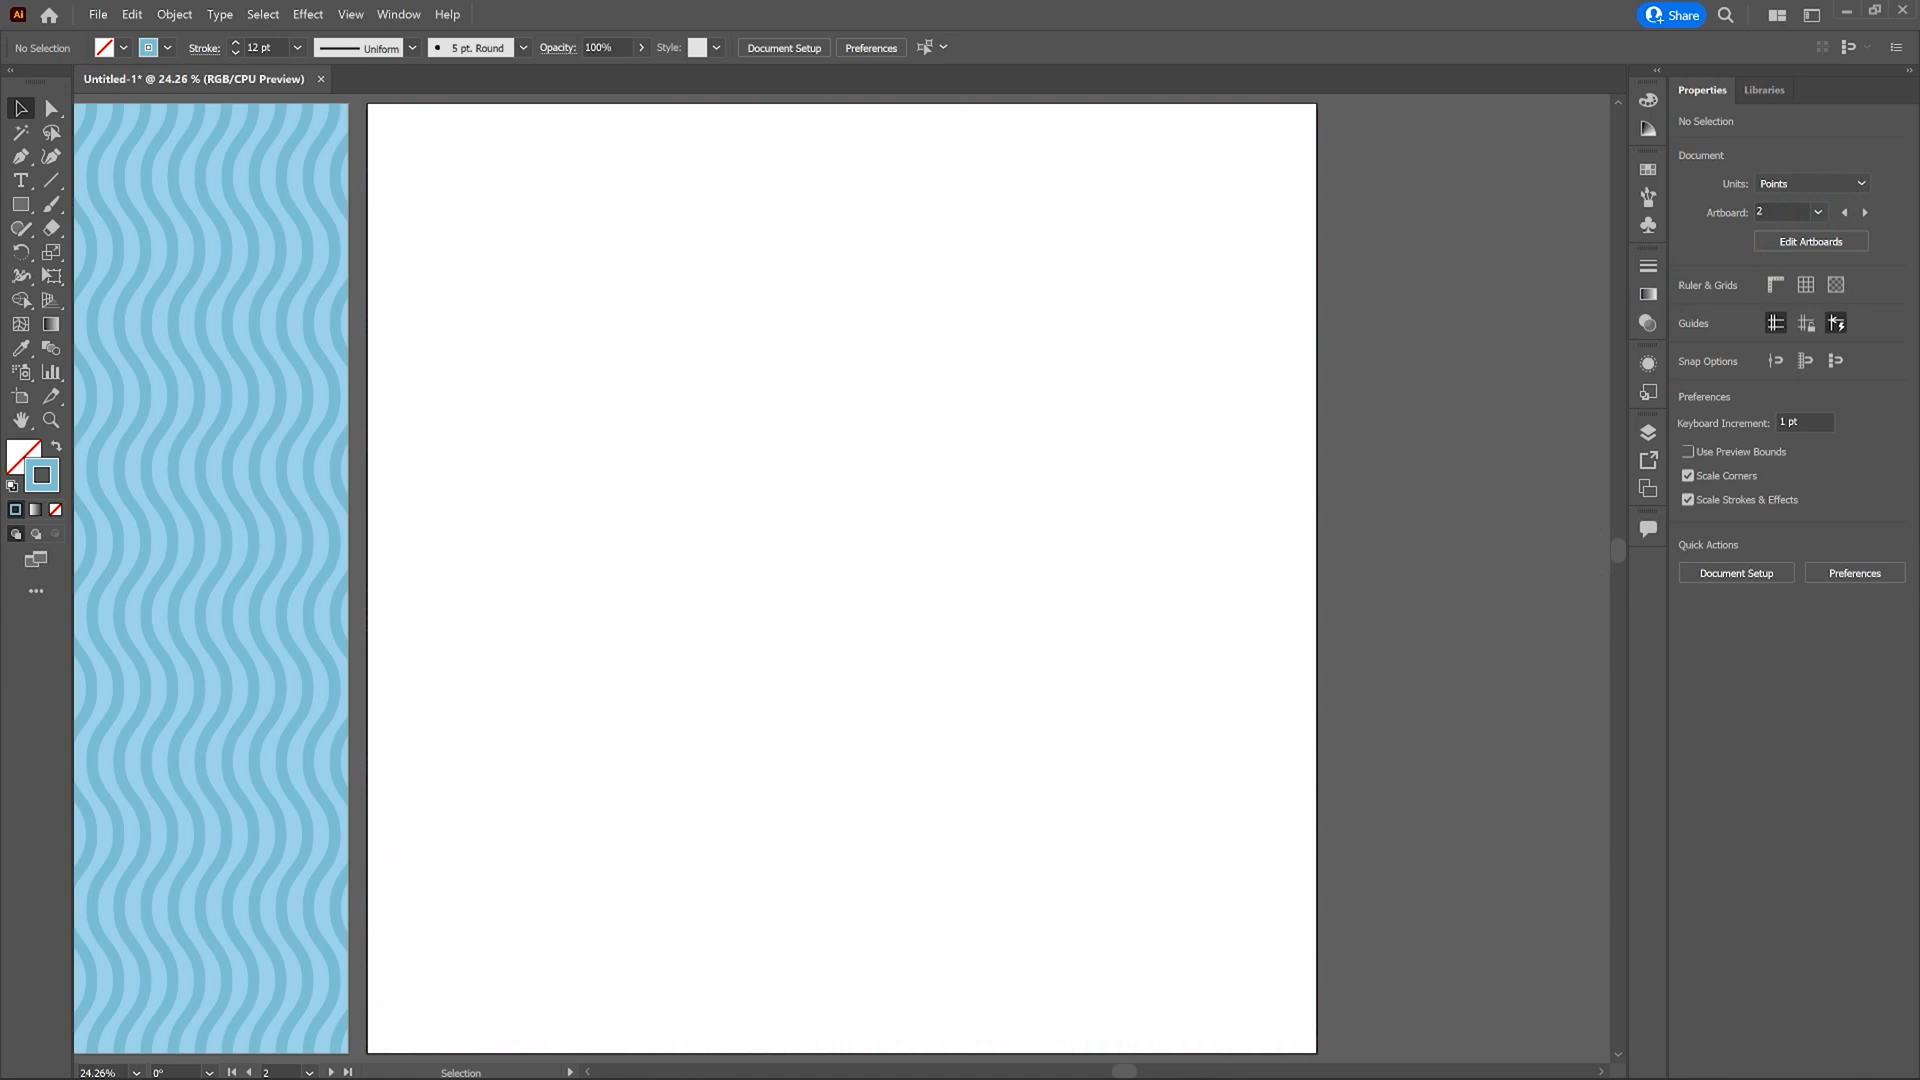 Ai
File Edit Object Type Select Effect View Window Help
Share
No Selection
Stroke: 12 pt
Uniform
5 pt. Round
Opacity: 100%
Style:
Document Setup
Preferences
Untitled-1* @ 24.26 % (RGB/CPU Preview) ×
T
Properties
Libraries
No Selection
Document
Units: Points
Artboard: 2
Edit Artboards
Ruler & Grids
Guides
Snap Options
Preferences
Keyboard Increment: 1 pt
Use Preview Bounds
Scale Corners
Scale Strokes & Effects
Quick Actions
Document Setup
Preferences
24.26%
0°
2
Selection